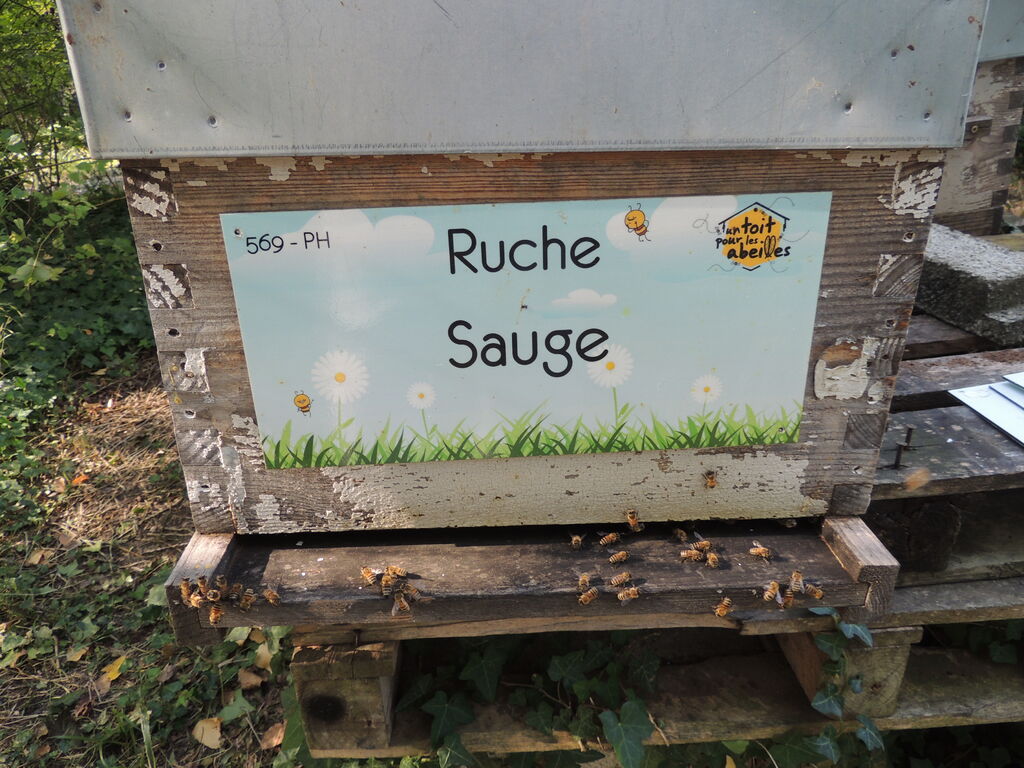 569 - PH
Ruche
Sauge
un toit
pour les
abeilles